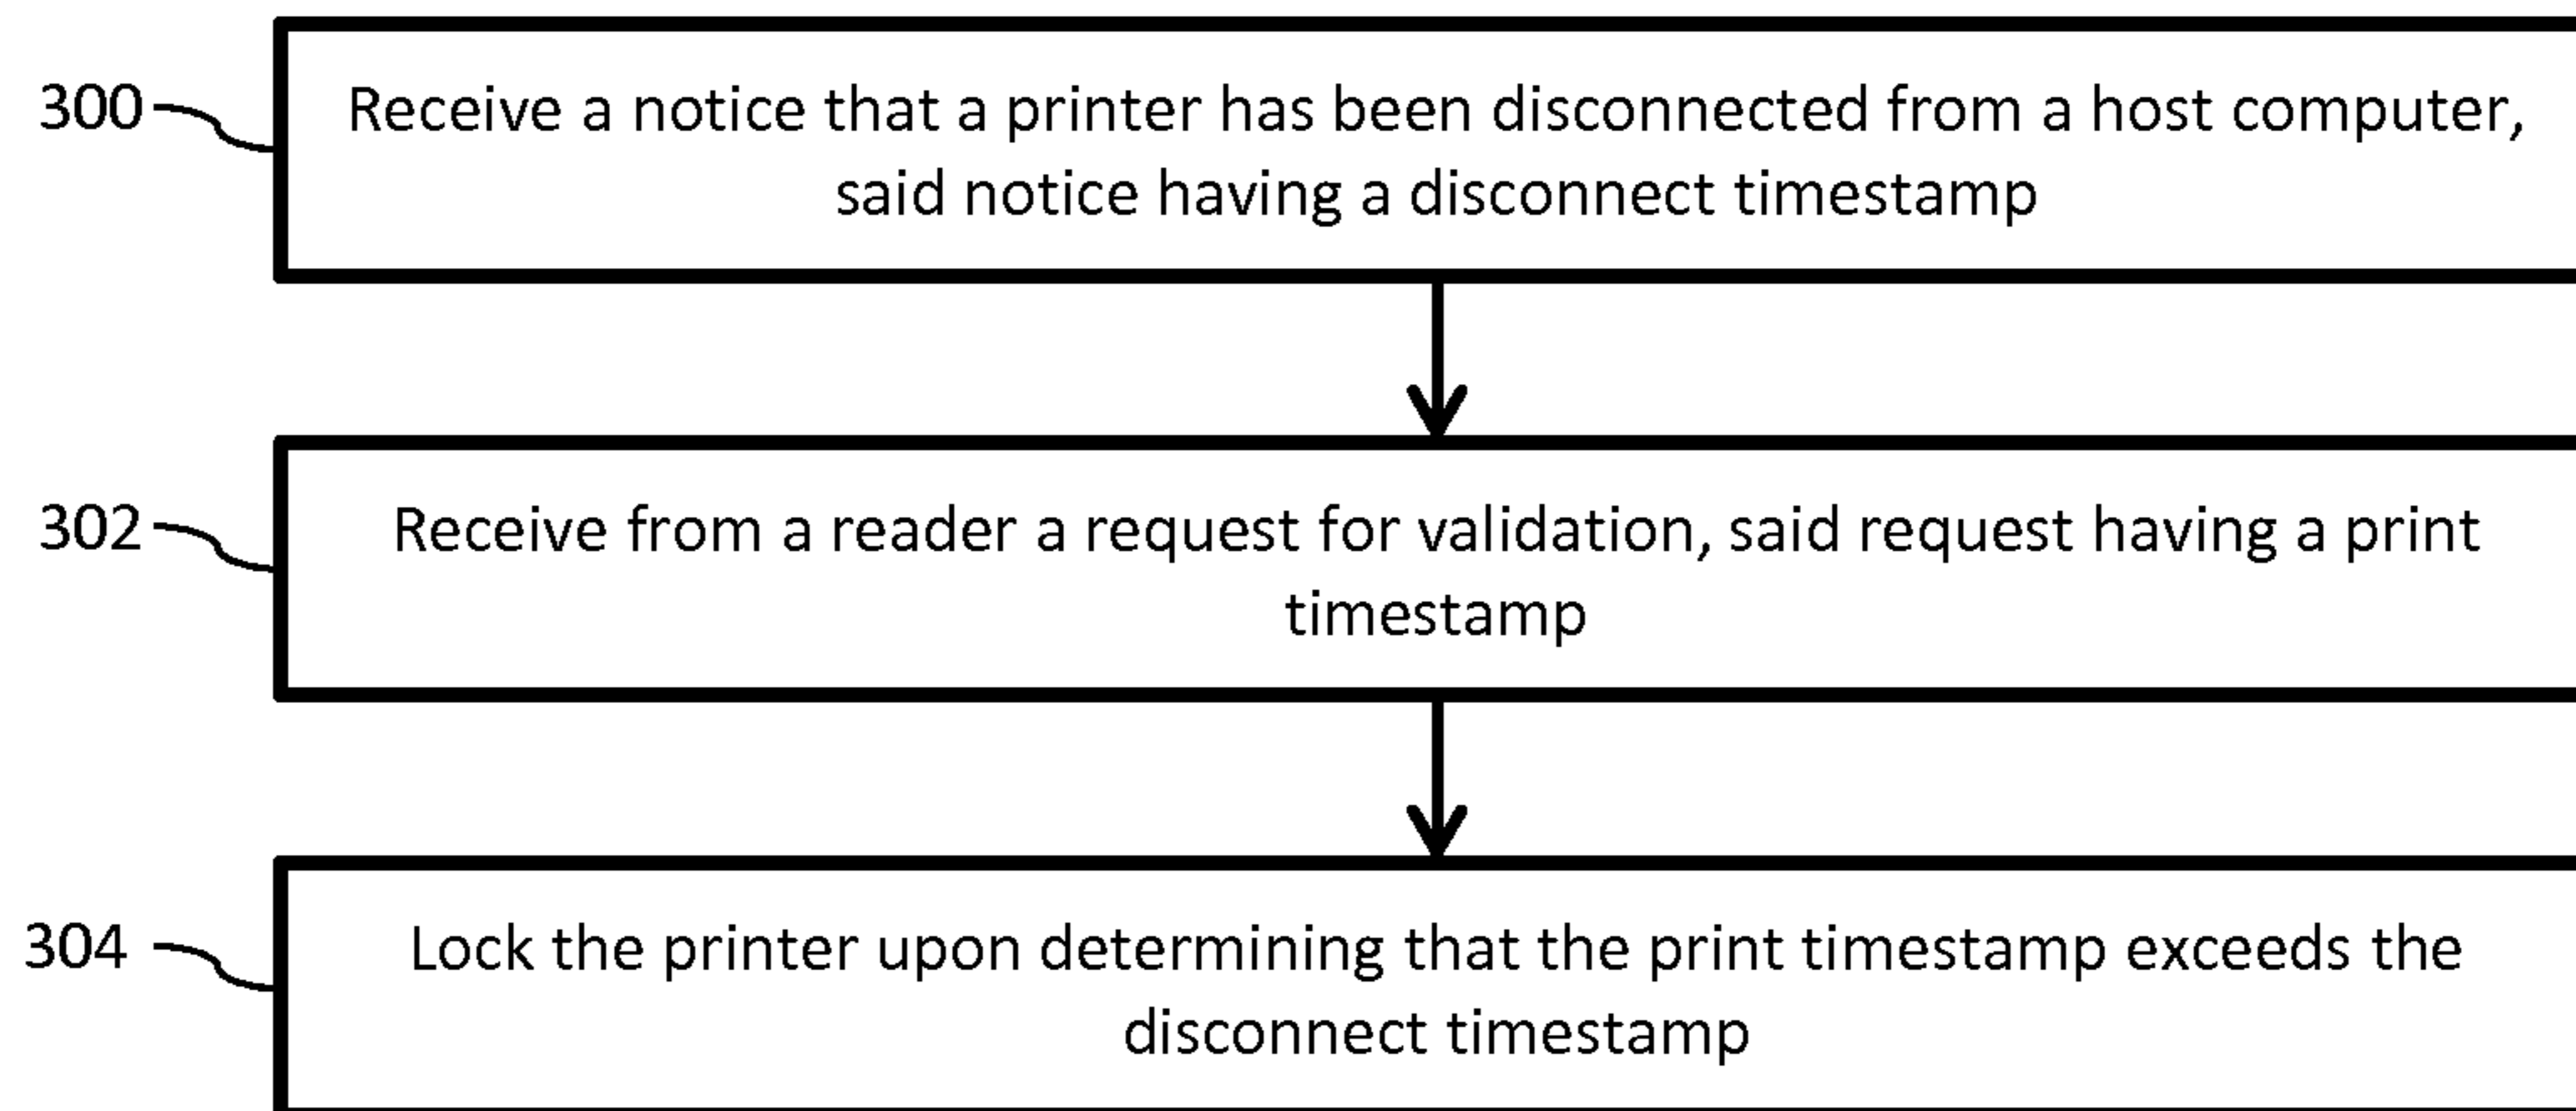 300
Receive a notice that a printer has been disconnected from a host computer,
said notice having a disconnect timestamp
302
Receive from a reader a request for validation, said request having a print
timestamp
304
Lock the printer upon determining that the print timestamp exceeds the
disconnect timestamp